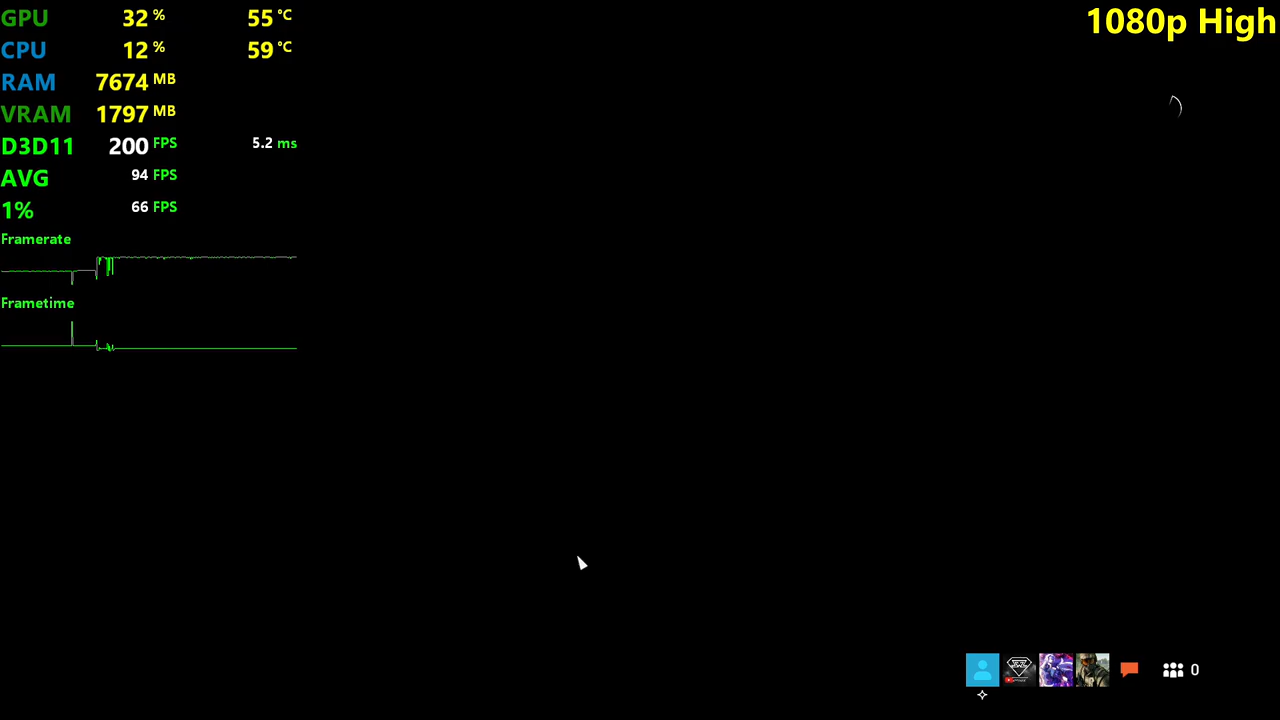 GPU 32 % 55 °C
1080p High
CPU 12 % 59 °C
RAM 7674 MB
VRAM 1797 MB
D3D11 200 FPS 5.2 ms
AVG 94 FPS
1% 66 FPS
Framerate
Frametime
0